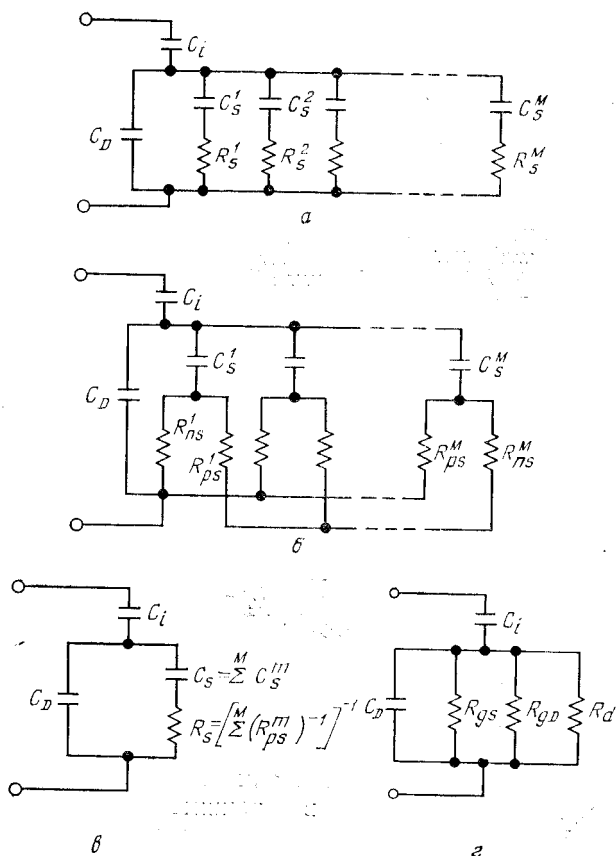 C_i
C_D
C_s^1
C_s^2
C_s^M
R_s^1
R_s^2
R_s^M
а
C_i
C_D
C_s^1
C_s^M
R_ns^1
R_ps^1
R_ps^M
R_ns^M
б
C_i
C_D
C_s = ∑^M C_s^m
R_s = [∑^M (R_ps^m)^-1]^-1
в
C_i
C_D
R_gs
R_gD
R_d
г